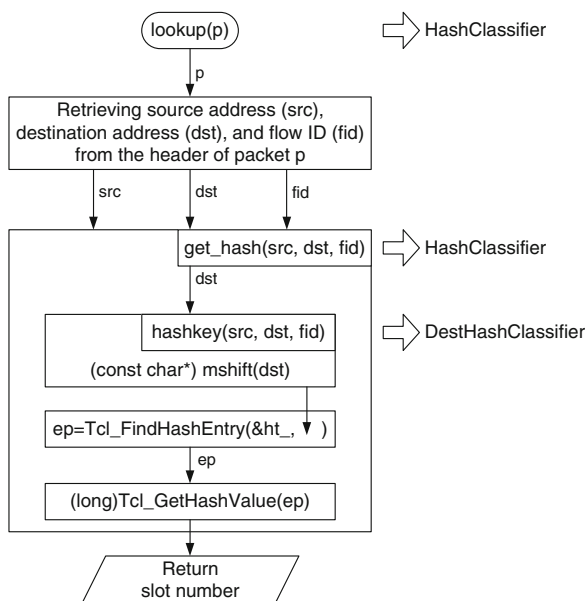 lookup(p)
HashClassifier
p
Retrieving source address (src),
destination address (dst), and flow ID (fid)
from the header of packet p
src
dst
fid
get_hash(src, dst, fid)
HashClassifier
dst
hashkey(src, dst, fid)
DestHashClassifier
(const char*) mshift(dst)
ep=Tcl_FindHashEntry(&ht_, )
ep
(long)Tcl_GetHashValue(ep)
Return
slot number